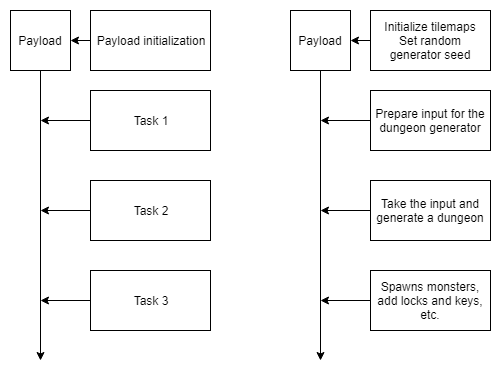 Payload
Payload initialization
Task 1
Task 2
Task 3
Payload
Initialize tilemaps
Set random
generator seed
Prepare input for the
dungeon generator
Take the input and
generate a dungeon
Spawns monsters,
add locks and keys,
etc.